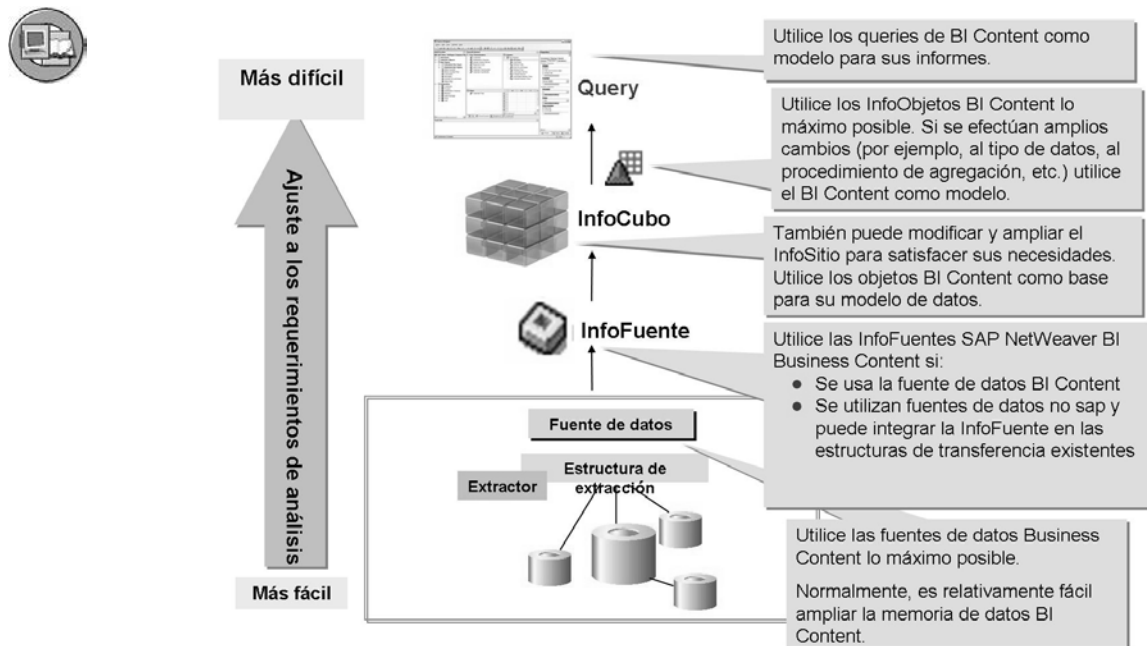 Más difícil
Ajuste a los requerimientos de análisis
Más fácil
Query
InfoCubo
InfoFuente
Fuente de datos
Estructura de
extracción
Extractor
Utilice los queries de BI Content como
modelo para sus informes.
Utilice los InfoObjetos BI Content lo
máximo posible. Si se efectúan amplios
cambios (por ejemplo, al tipo de datos, al
procedimiento de agregación, etc.) utilice
el BI Content como modelo.
También puede modificar y ampliar el
InfoSitio para satisfacer sus necesidades.
Utilice los objetos BI Content como base
para su modelo de datos.
Utilice las InfoFuentes SAP NetWeaver BI
Business Content si:
● Se usa la fuente de datos BI Content
● Se utilizan fuentes de datos no sap y
puede integrar la InfoFuente en las
estructuras de transferencia existentes
Utilice las fuentes de datos Business
Content lo máximo posible.
Normalmente, es relativamente fácil
ampliar la memoria de datos BI
Content.